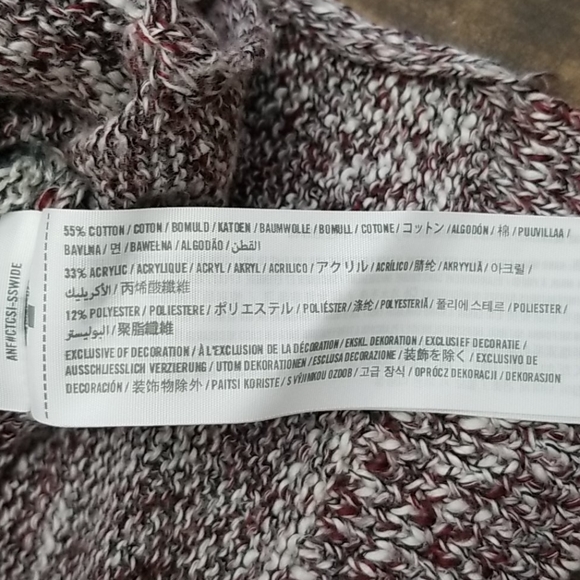 55% COTTON / COTON / BOMULD / KATOEN / BAUMWOLLE / BOMULL / COTONE / コットン / ALGODÓN / 棉 / PUUVILLAA /
BAVLNA / 면 / BAWEŁNA / ALGODÃO / القطن
33% ACRYLIC / ACRYLIQUE / ACRYL / AKRYL / ACRILICO / アクリル / ACRÍLICO / 腈纶 / AKRYYLIÄ / 아크릴 /
الأكريليك / 丙烯酸纖維
12% POLYESTER / POLIESTERE / ポリエステル / POLIÉSTER / 涤纶 / POLYESTERIÄ / 폴리에스테르 / POLIESTER /
البوليستر / 聚脂纖維
EXCLUSIVE OF DECORATION / À L'EXCLUSION DE LA DÉCORATION / EKSKL. DEKORATION / EXCLUSIEF DECORATIE /
AUSSCHLIESSLICH VERZIERUNG / UTOM DEKORATIONEN / ESCLUSA DECORAZIONE / 装飾を除く / EXCLUSIVO DE
DECORACIÓN / 装饰物除外 / PAITSI KORISTE / S VÝJIMKOU OZDOB / 고급 장식 / OPRÓCZ DEKORACJI / DEKORASJON
ANF#CTCSI-SSWIDE